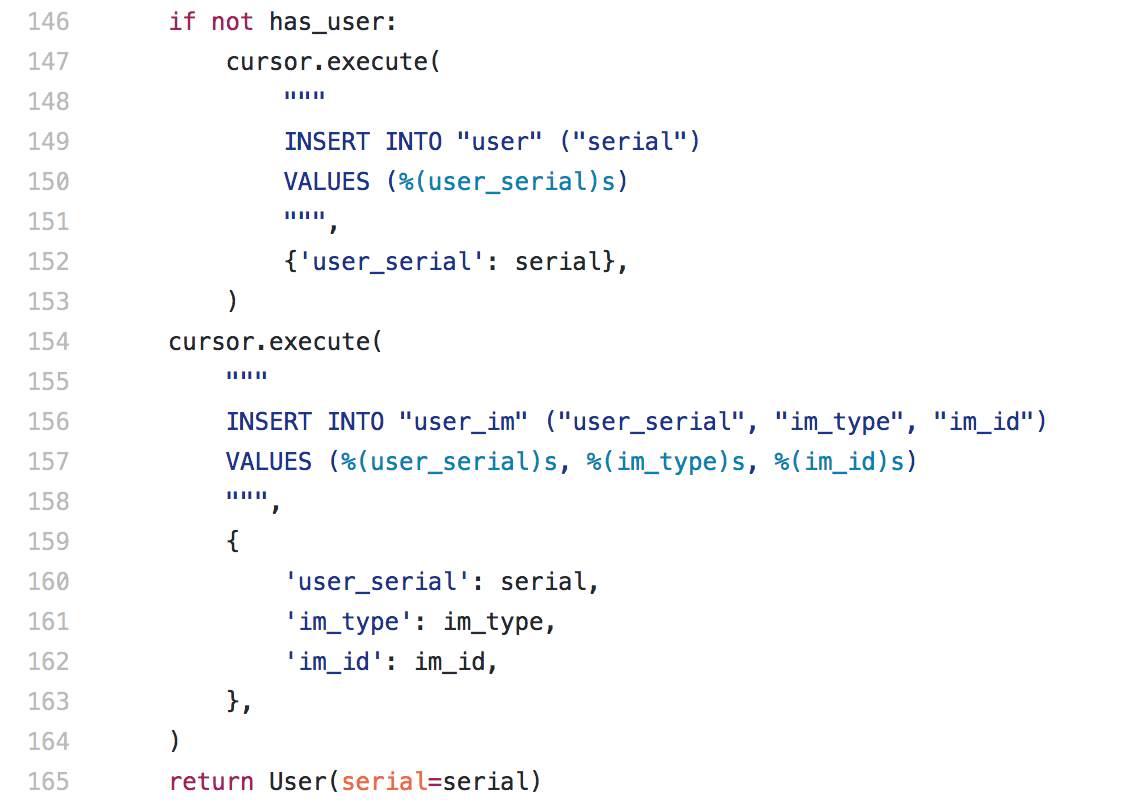 146 if not has_user:
147 cursor.execute(
148 """
149 INSERT INTO "user" ("serial")
150 VALUES (%(user_serial)s)
151 """,
152 {'user_serial': serial},
153 )
154 cursor.execute(
155 """
156 INSERT INTO "user_im" ("user_serial", "im_type", "im_id")
157 VALUES (%(user_serial)s, %(im_type)s, %(im_id)s)
158 """,
159 {
160 'user_serial': serial,
161 'im_type': im_type,
162 'im_id': im_id,
163 },
164 )
165 return User(serial=serial)